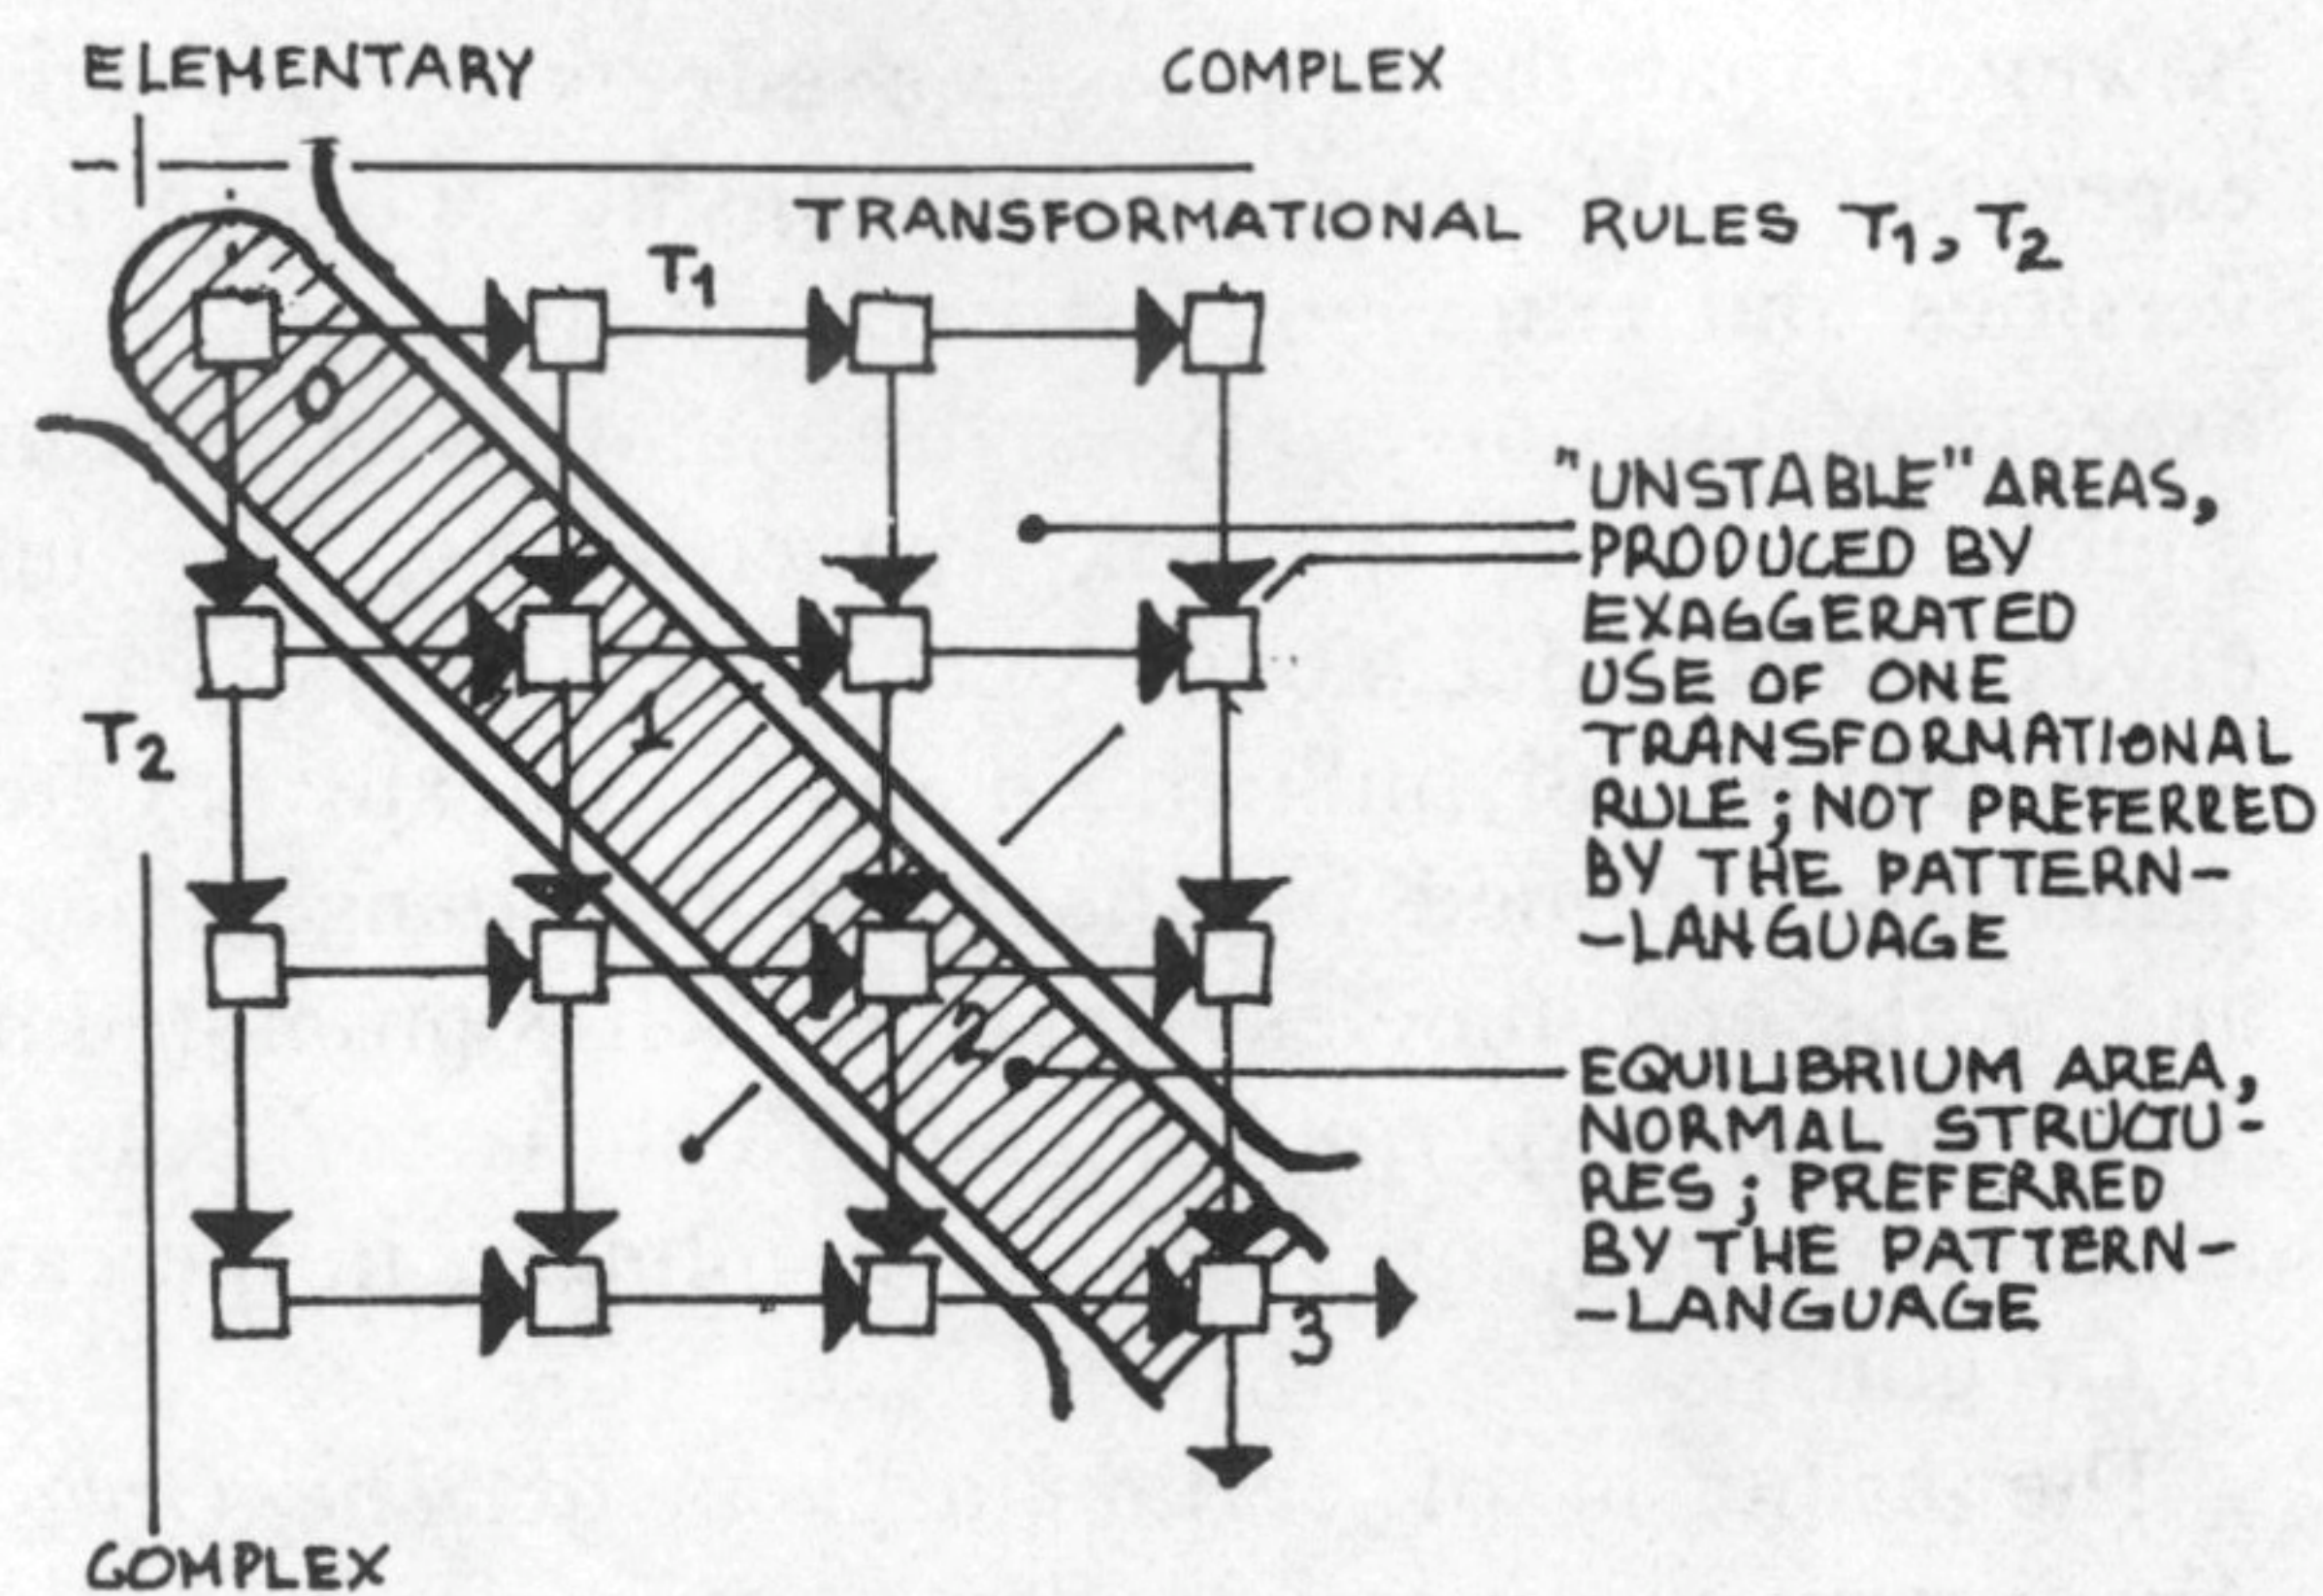 ELEMENTARY COMPLEX
TRANSFORMATIONAL RULES T1, T2
T1
0
"UNSTABLE" AREAS,
PRODUCED BY
EXAGGERATED
USE OF ONE
TRANSFORMATIONAL
RULE; NOT PREFERRED
BY THE PATTERN-
-LANGUAGE
1
T2
2
EQUILIBRIUM AREA,
NORMAL STRUCTU-
RES; PREFERRED
BY THE PATTERN-
-LANGUAGE
3
COMPLEX